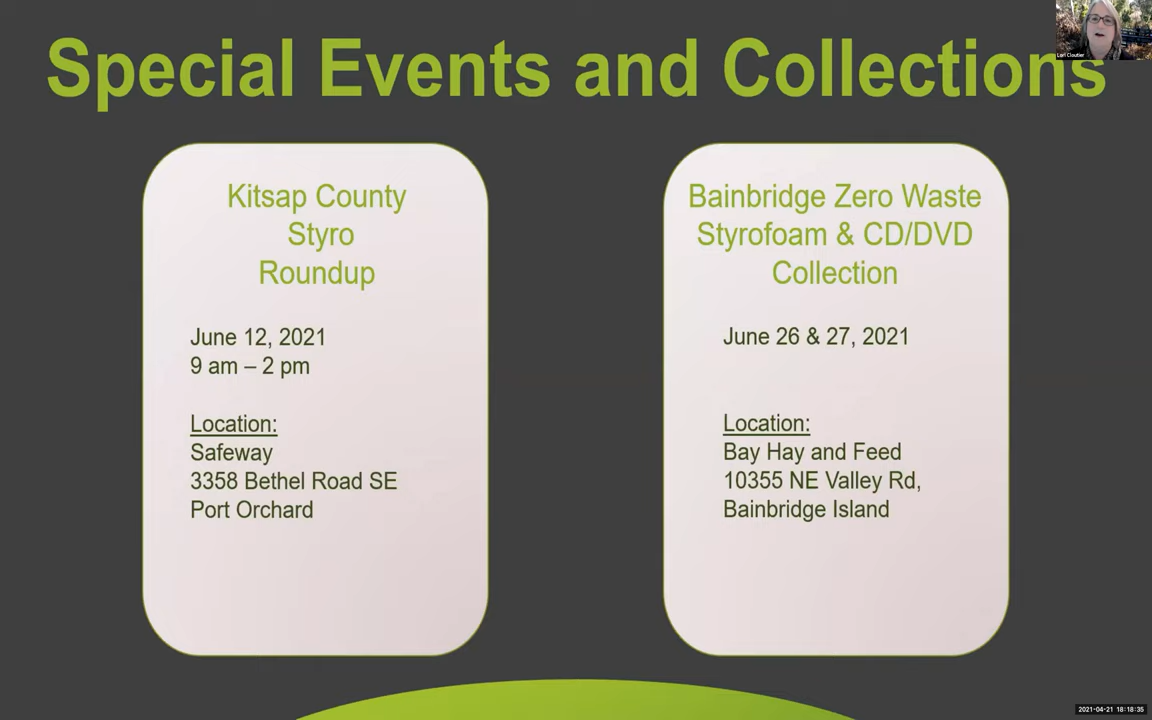 Special Events and Collections
Lori Cloutier
Kitsap County
Styro
Roundup
June 12, 2021
9 am – 2 pm
Location:
Safeway
3358 Bethel Road SE
Port Orchard
Bainbridge Zero Waste
Styrofoam & CD/DVD
Collection
June 26 & 27, 2021
Location:
Bay Hay and Feed
10355 NE Valley Rd,
Bainbridge Island
2021-04-21 18:18:35